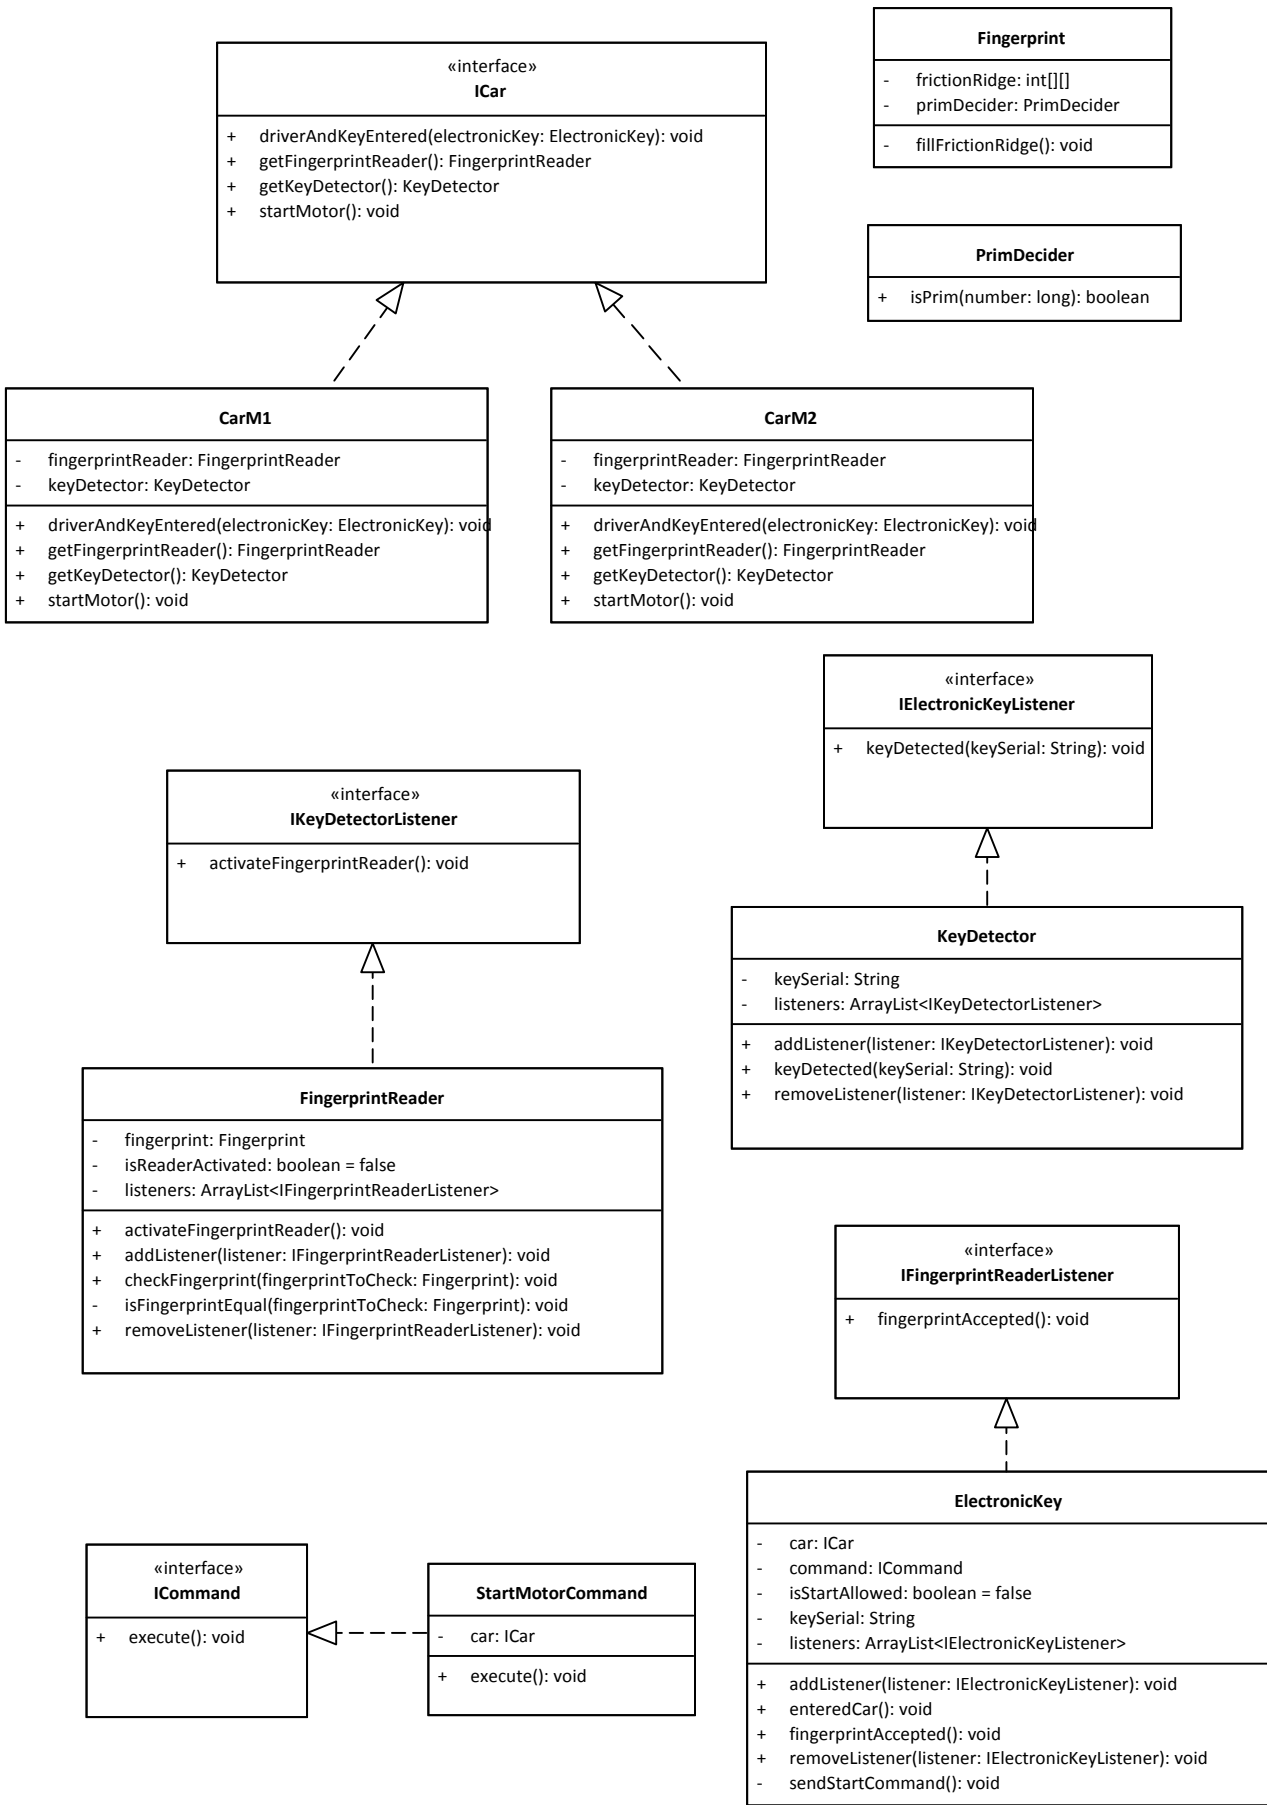 «interface»
ICar
+ driverAndKeyEntered(electronicKey: ElectronicKey): void
+ getFingerprintReader(): FingerprintReader
+ getKeyDetector(): KeyDetector
+ startMotor(): void
Fingerprint
- frictionRidge: int[][]
- primDecider: PrimDecider
- fillFrictionRidge(): void
PrimDecider
+ isPrim(number: long): boolean
CarM1
- fingerprintReader: FingerprintReader
- keyDetector: KeyDetector
+ driverAndKeyEntered(electronicKey: ElectronicKey): void
+ getFingerprintReader(): FingerprintReader
+ getKeyDetector(): KeyDetector
+ startMotor(): void
CarM2
- fingerprintReader: FingerprintReader
- keyDetector: KeyDetector
+ driverAndKeyEntered(electronicKey: ElectronicKey): void
+ getFingerprintReader(): FingerprintReader
+ getKeyDetector(): KeyDetector
+ startMotor(): void
«interface»
IElectronicKeyListener
+ keyDetected(keySerial: String): void
«interface»
IKeyDetectorListener
+ activateFingerprintReader(): void
KeyDetector
- keySerial: String
- listeners: ArrayList<IKeyDetectorListener>
+ addListener(listener: IKeyDetectorListener): void
+ keyDetected(keySerial: String): void
+ removeListener(listener: IKeyDetectorListener): void
FingerprintReader
- fingerprint: Fingerprint
- isReaderActivated: boolean = false
- listeners: ArrayList<IFingerprintReaderListener>
+ activateFingerprintReader(): void
+ addListener(listener: IFingerprintReaderListener): void
+ checkFingerprint(fingerprintToCheck: Fingerprint): void
- isFingerprintEqual(fingerprintToCheck: Fingerprint): void
+ removeListener(listener: IFingerprintReaderListener): void
«interface»
IFingerprintReaderListener
+ fingerprintAccepted(): void
«interface»
ICommand
+ execute(): void
StartMotorCommand
- car: ICar
+ execute(): void
ElectronicKey
- car: ICar
- command: ICommand
- isStartAllowed: boolean = false
- keySerial: String
- listeners: ArrayList<IElectronicKeyListener>
+ addListener(listener: IElectronicKeyListener): void
+ enteredCar(): void
+ fingerprintAccepted(): void
+ removeListener(listener: IElectronicKeyListener): void
- sendStartCommand(): void